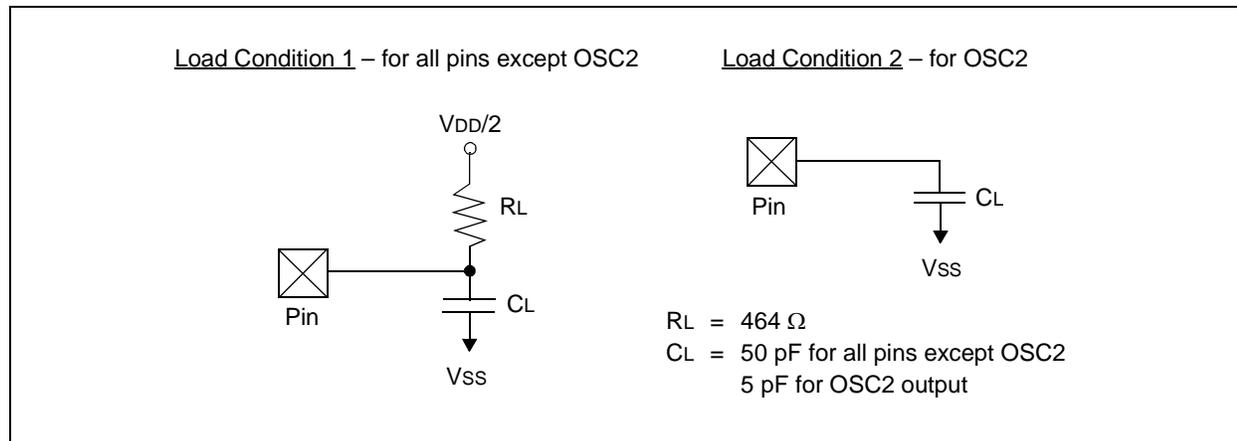 Load Condition 1 – for all pins except OSC2
VDD/2
RL
Pin
CL
VSS
Load Condition 2 – for OSC2
Pin
CL
VSS
RL = 464 Ω
CL = 50 pF for all pins except OSC2
5 pF for OSC2 output